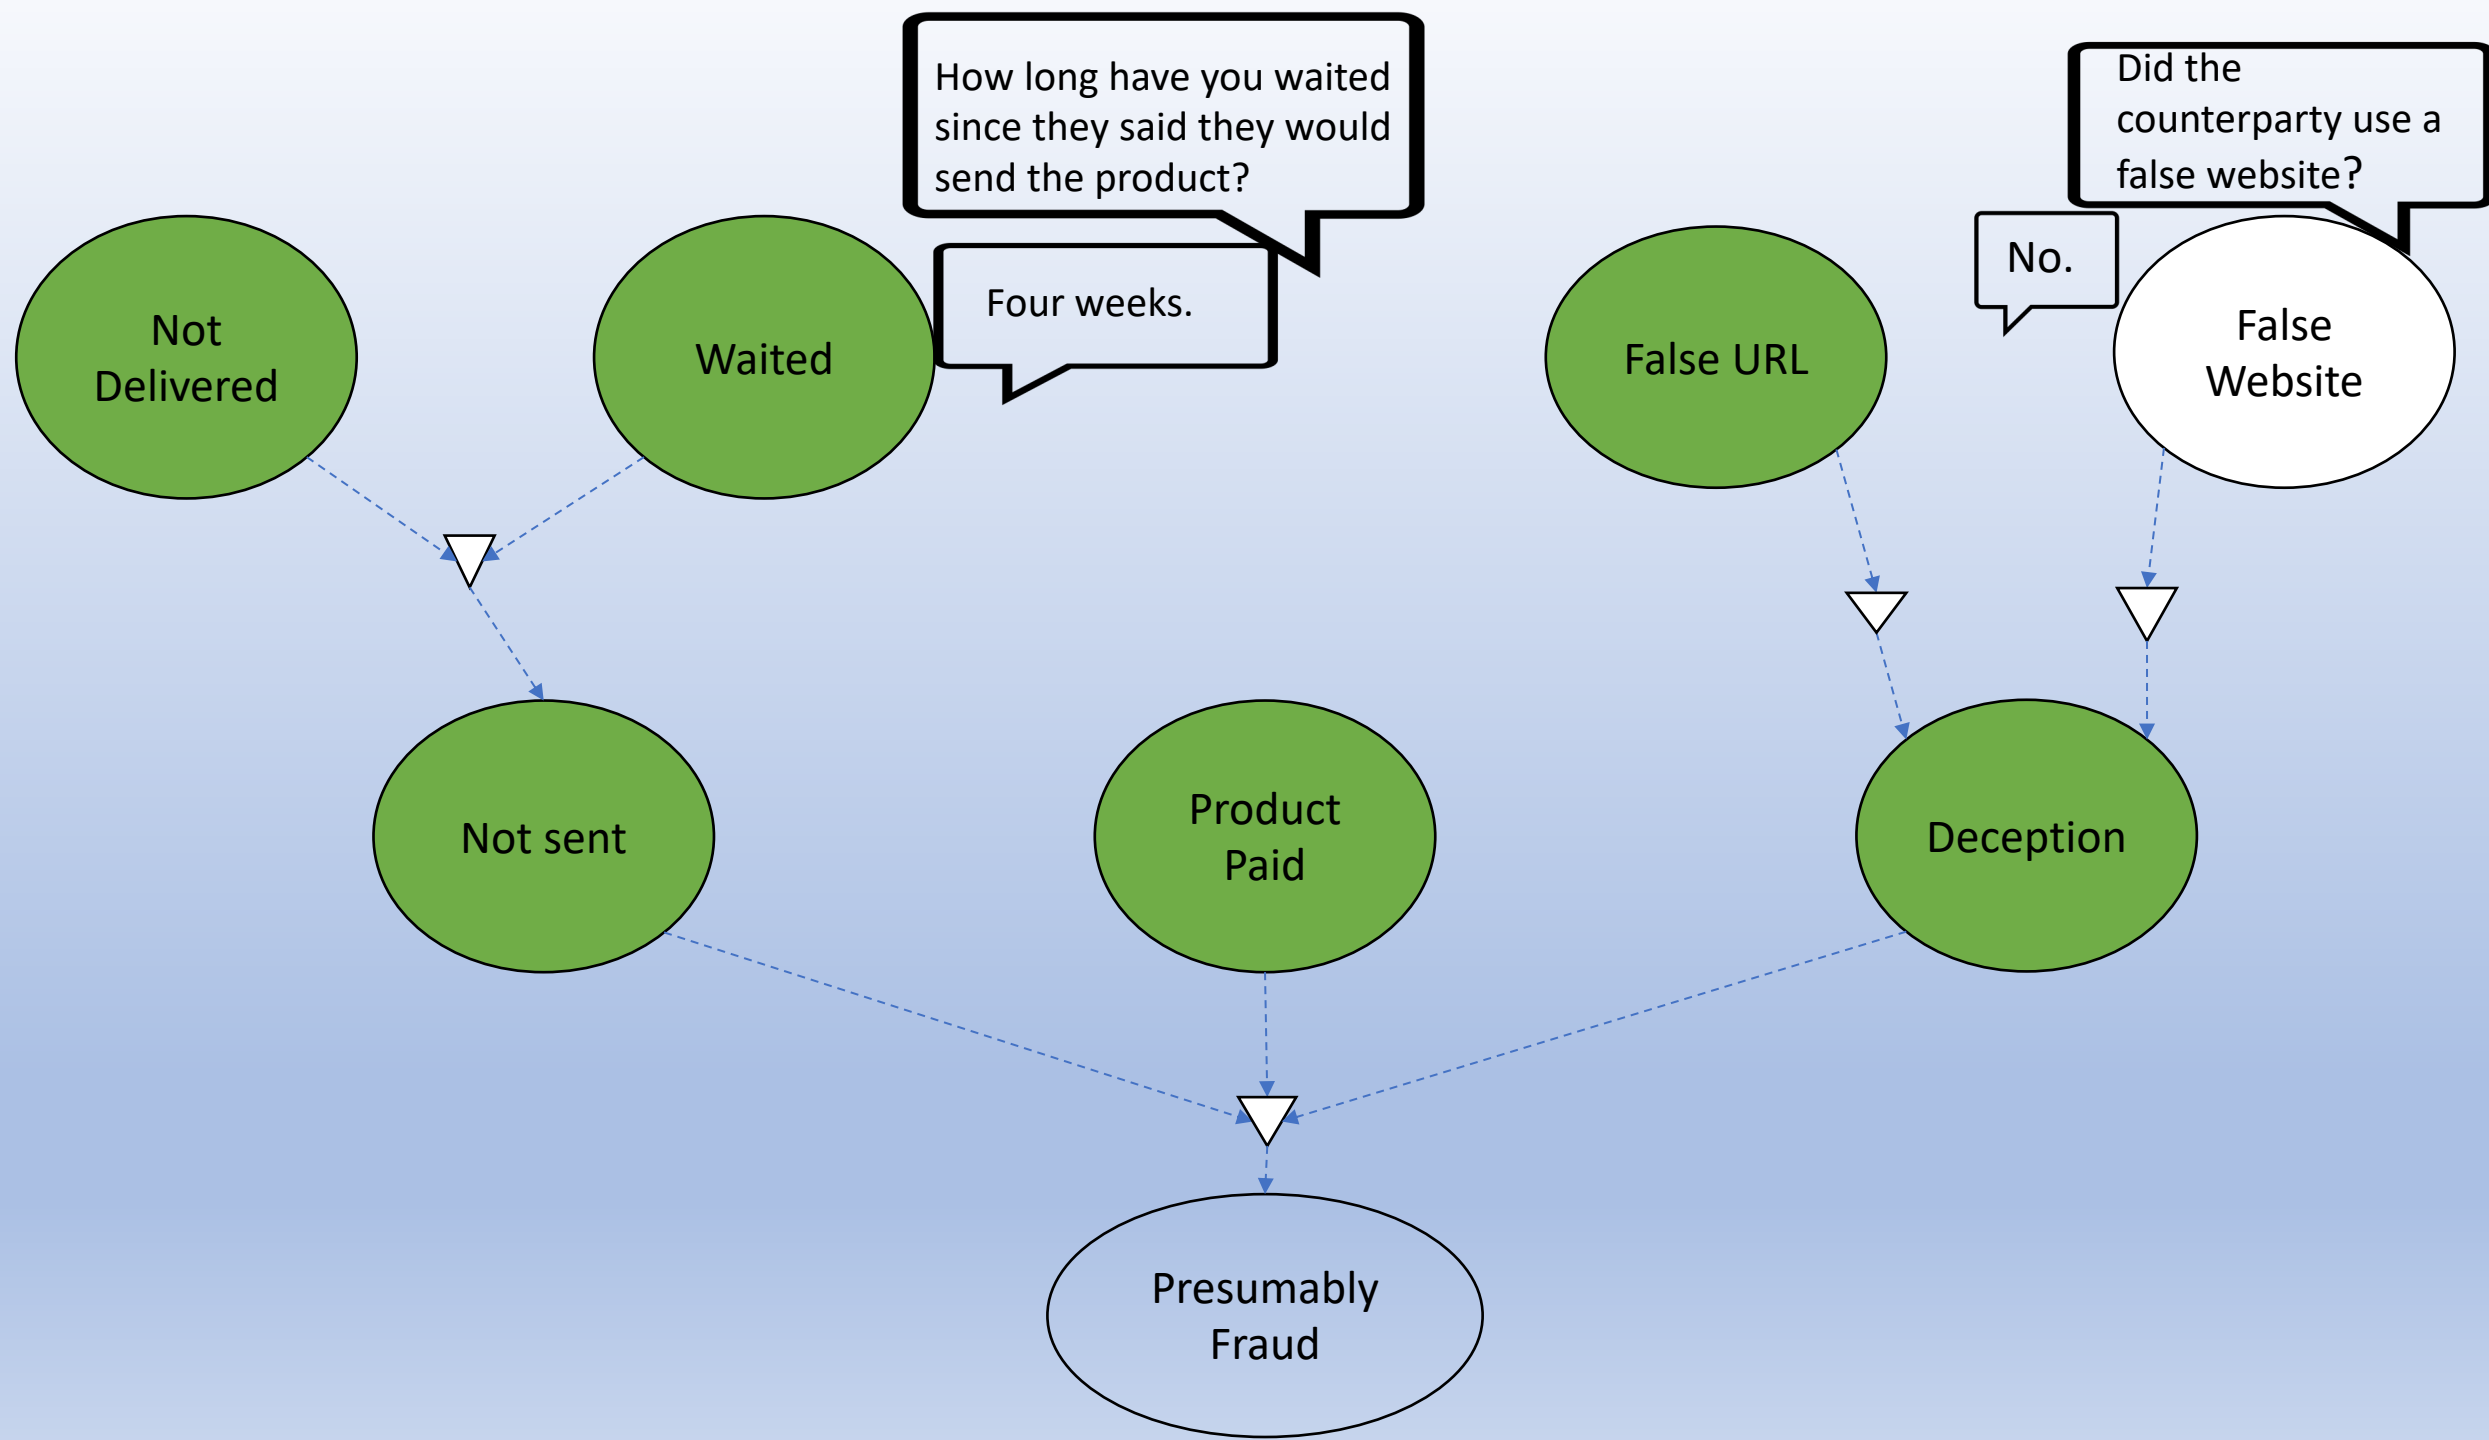 How long have you waited
since they said they would
send the product?
Did the
counterparty use a
false website?
No.
Four weeks.
Not
Delivered
Waited
False URL
False
Website
Not sent
Product
Paid
Deception
Presumably
Fraud